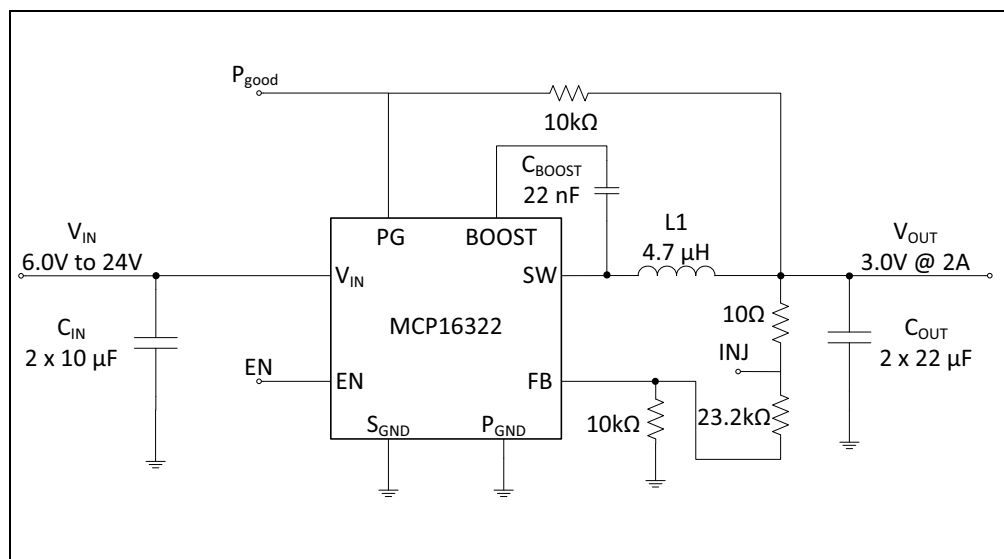 Pgood
10kΩ
CBOOST
22 nF
L1
4.7 µH
VIN
6.0V to 24V
VOUT
3.0V @ 2A
PG
BOOST
VIN
SW
MCP16322
CIN
2 x 10 µF
10Ω
COUT
2 x 22 µF
INJ
EN
EN
FB
10kΩ
23.2kΩ
SGND
PGND